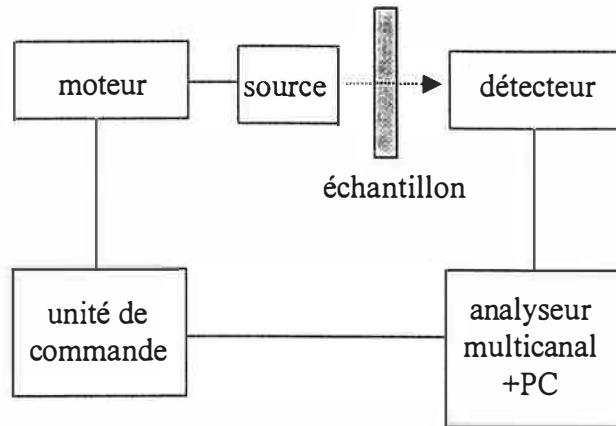 moteur
source
détecteur
échantillon
unité de
commande
analyseur
multicanal
+PC